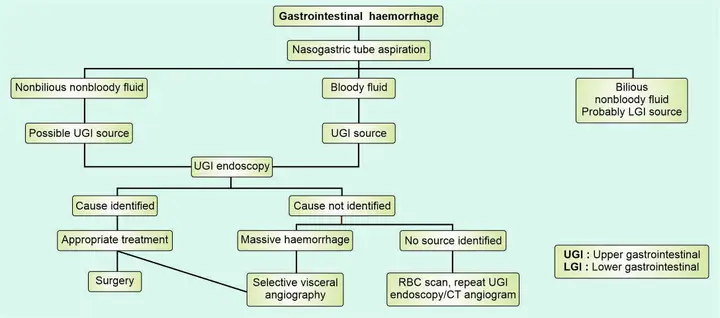 Gastrointestinal haemorrhage
Nasogastric tube aspiration
Nonbilious nonbloody fluid
Bloody fluid
Bilious
nonbloody fluid
Probably LGI source
Possible UGI source
UGI source
UGI endoscopy
Cause identified
Cause not identified
Appropriate treatment
Massive haemorrhage
No source identified
Surgery
Selective visceral
angiography
RBC scan, repeat UGI
endoscopy/CT angiogram
UGI : Upper gastrointestinal
LGI : Lower gastrointestinal